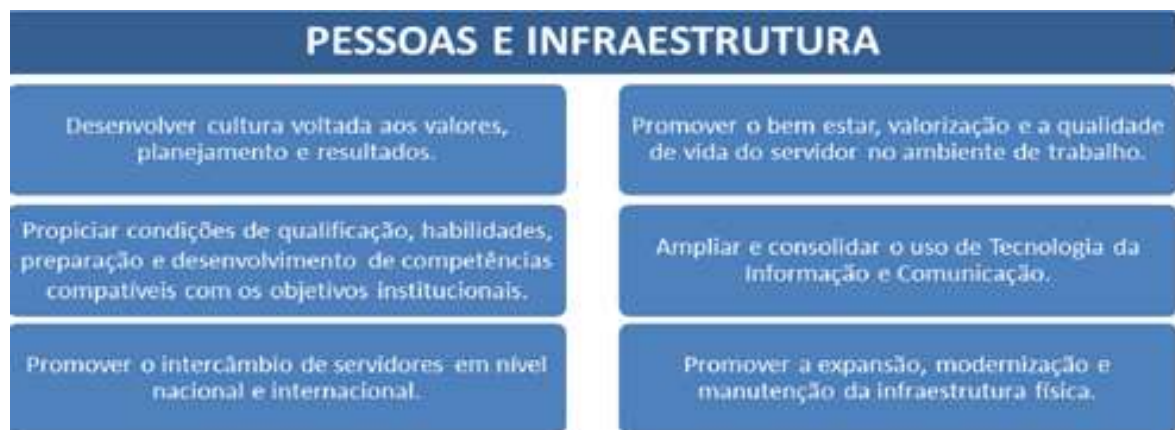 PESSOAS E INFRAESTRUTURA
Desenvolver cultura voltada aos valores,
planejamento e resultados.
Promover o bem estar, valorização e a qualidade
de vida do servidor no ambiente de trabalho.
Propiciar condições de qualificação, habilidades,
preparação e desenvolvimento de competências
compatíveis com os objetivos institucionais.
Ampliar e consolidar o uso de Tecnologia da
Informação e Comunicação.
Promover o intercâmbio de servidores em nível
nacional e internacional.
Promover a expansão, modernização e
manutenção da infraestrutura física.